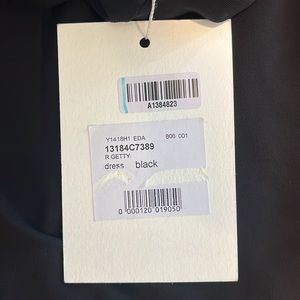 A1384823
Y1418H1 EDA 806 001
13184C7389
R GETTY
dress black
0 000120 019050